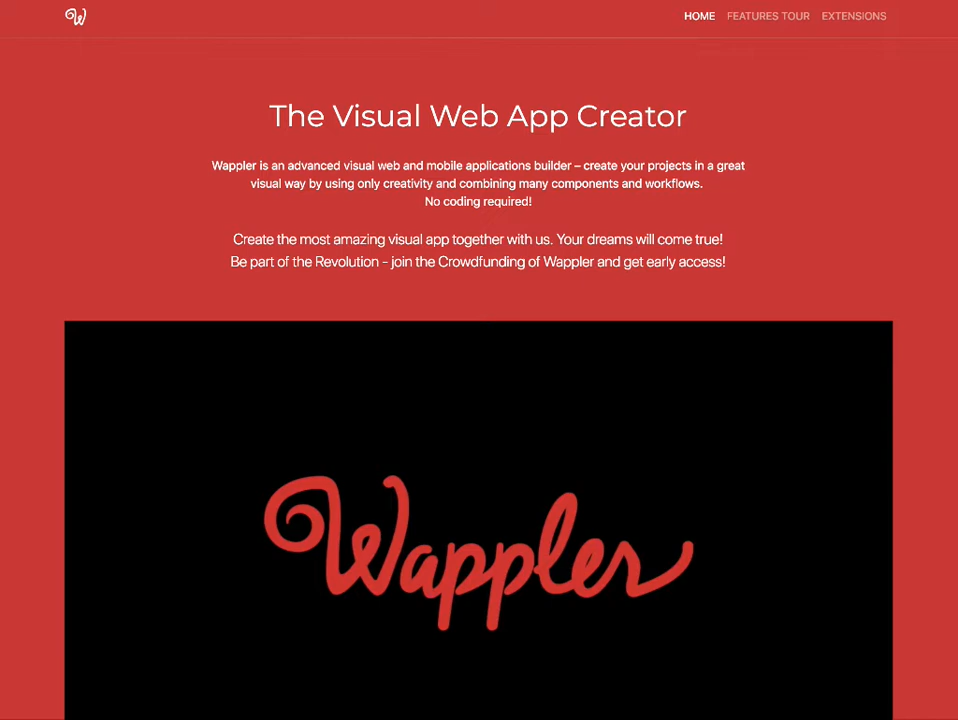 W
HOME FEATURES TOUR EXTENSIONS
The Visual Web App Creator
Wappler is an advanced visual web and mobile applications builder – create your projects in a great
visual way by using only creativity and combining many components and workflows.
No coding required!
Create the most amazing visual app together with us. Your dreams will come true!
Be part of the Revolution - join the Crowdfunding of Wappler and get early access!
Wappler